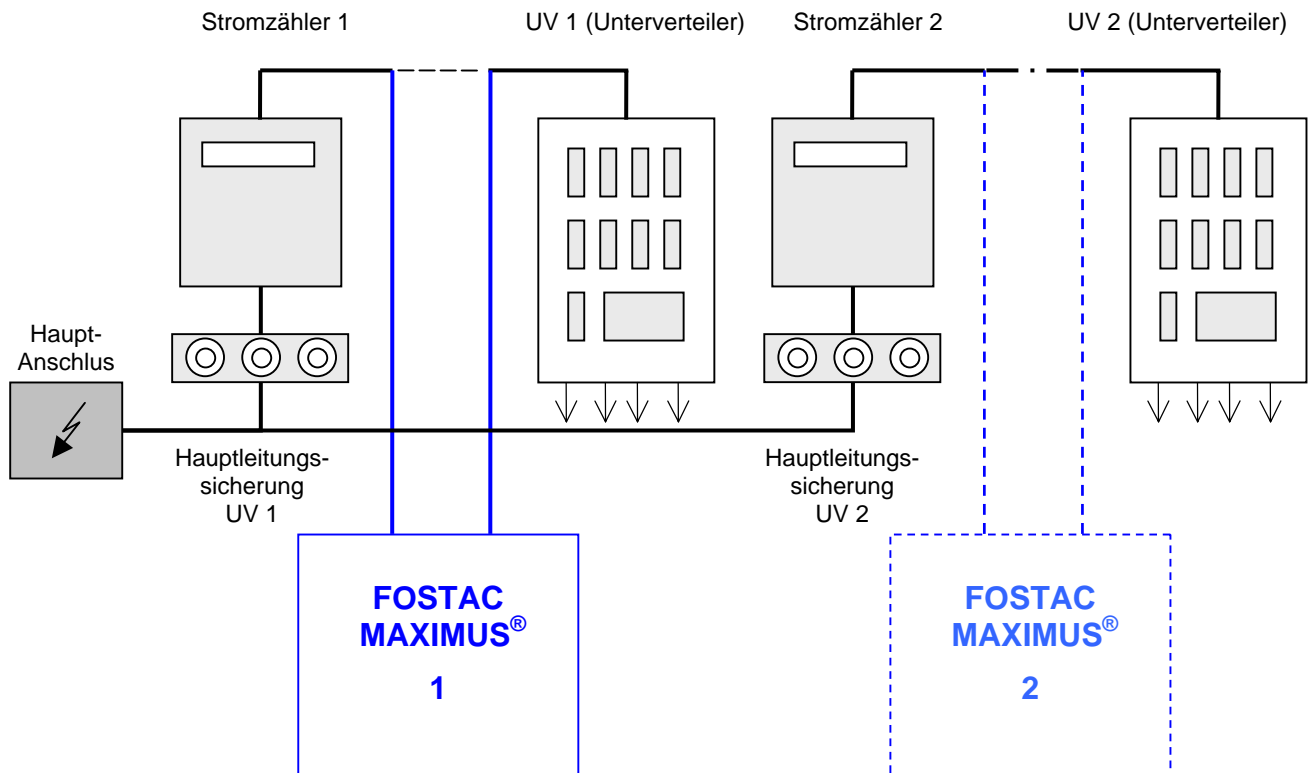 Stromzähler 1
UV 1 (Unterverteiler)
Stromzähler 2
UV 2 (Unterverteiler)
Haupt-
Anschlus
Hauptleitungs-
sicherung
UV 1
Hauptleitungs-
sicherung
UV 2
FOSTAC
MAXIMUS®
1
FOSTAC
MAXIMUS®
2